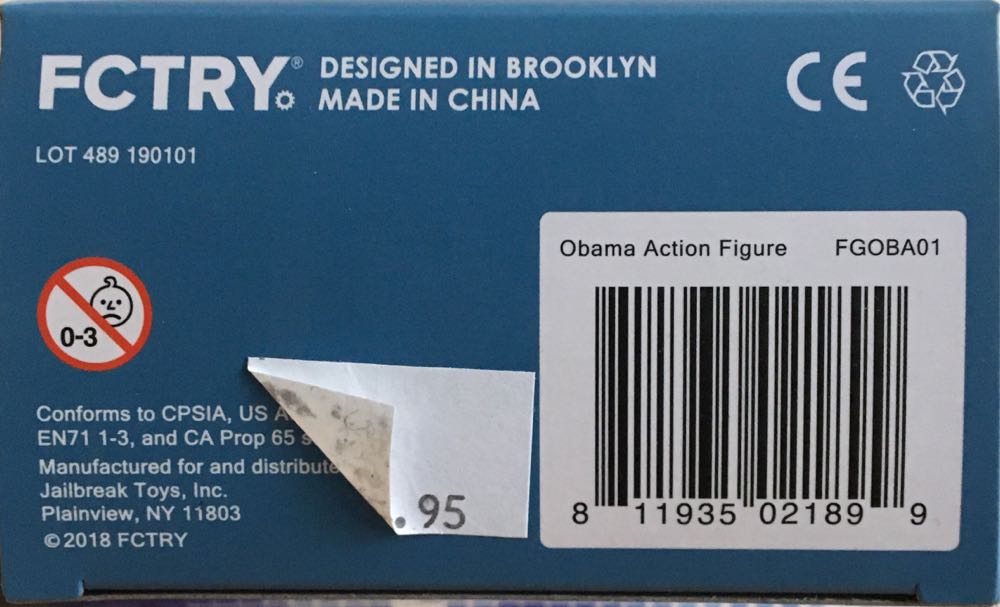 FCTRY®
DESIGNED IN BROOKLYN
MADE IN CHINA
CE
LOT 489 190101
0-3
Conforms to CPSIA, US
EN71 1-3, and CA Prop 65
Manufactured for and
Jailbreak Toys, Inc.
Plainview, NY 11803
©2018 FCTRY
.95
Obama Action Figure FGOBA01
8 11935 02189 9